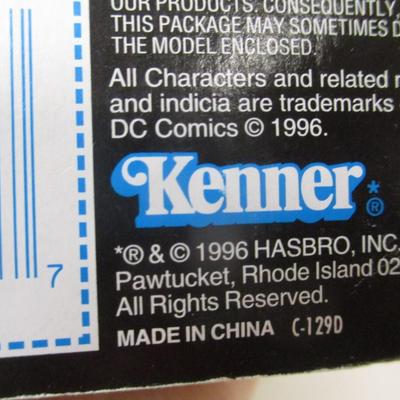 OUR PRODUCTS. CONSEQUENTLY,
THIS PACKAGE MAY SOMETIMES
THE MODEL ENCLOSED.
All Characters and related
and indicia are trademarks
DC Comics © 1996.
Kenner*®
*® & © 1996 HASBRO, INC.
Pawtucket, Rhode Island 02
All Rights Reserved.
MADE IN CHINA C-129D
7